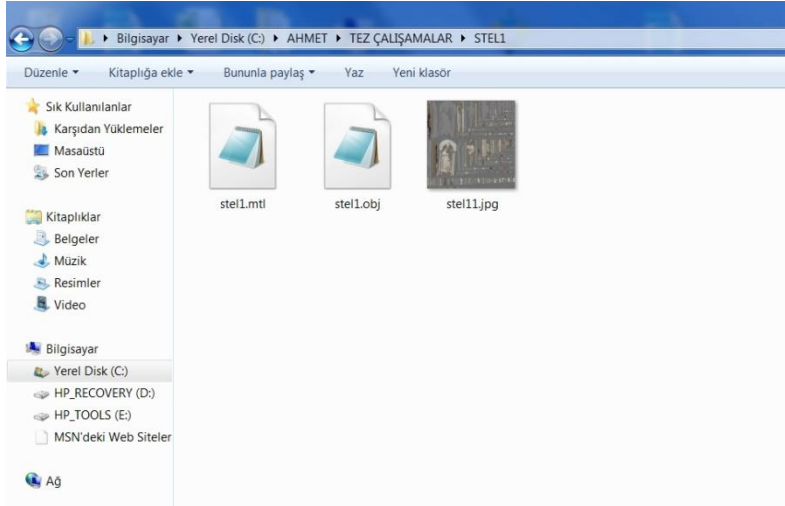 Bilgisayar ▸ Yerel Disk (C:) ▸ AHMET ▸ TEZ ÇALIŞAMALAR ▸ STEL1
Düzenle Kitaplığa ekle Bununla paylaş Yaz Yeni klasör
Sık Kullanılanlar
Karşıdan Yüklemeler
Masaüstü
Son Yerler
Kitaplıklar
Belgeler
Müzik
Resimler
Video
Bilgisayar
Yerel Disk (C:)
HP_RECOVERY (D:)
HP_TOOLS (E:)
MSN'deki Web Siteler
Ağ
stel1.mtl
stel1.obj
stel11.jpg